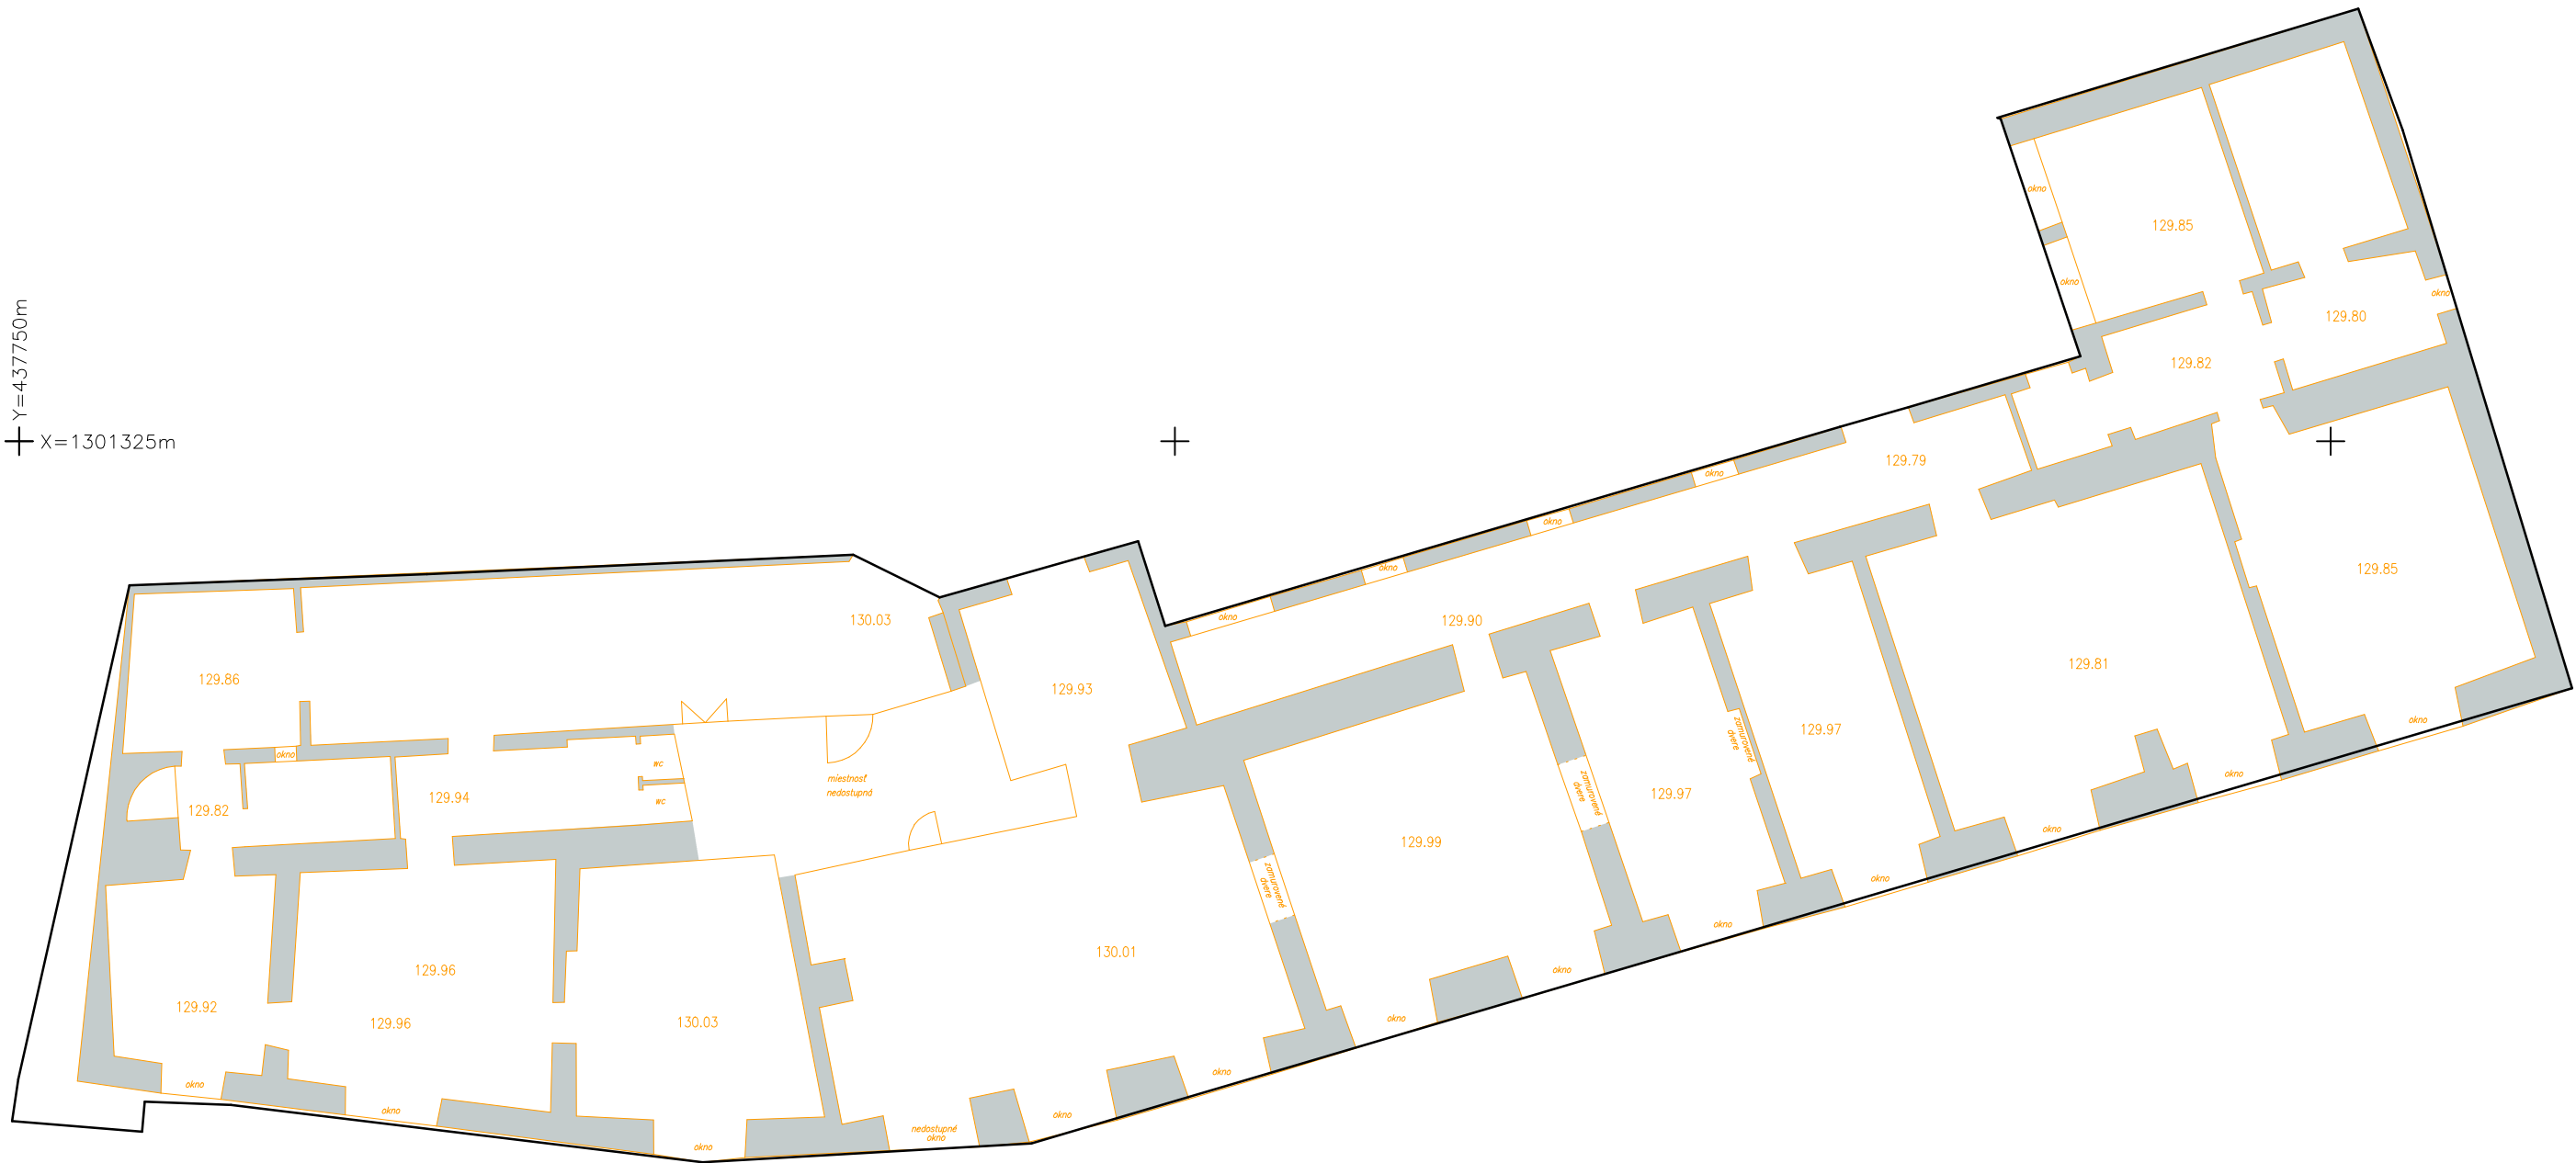 okno
129.85
okno
okno
129.80
Y=437750m
129.82
X=1301325m
129.79
okno
okno
129.85
okno
okno
129.90
130.03
129.81
129.86
129.93
okno
129.97
zamurované
dvere
okno
okno
wc
miestnosť
nedostupná
wc
129.94
129.97
zamurované
dvere
129.82
okno
129.99
zamurované
dvere
okno
okno
130.01
129.96
okno
129.92
129.96
130.03
okno
okno
okno
okno
okno
nedostupné
okno
okno